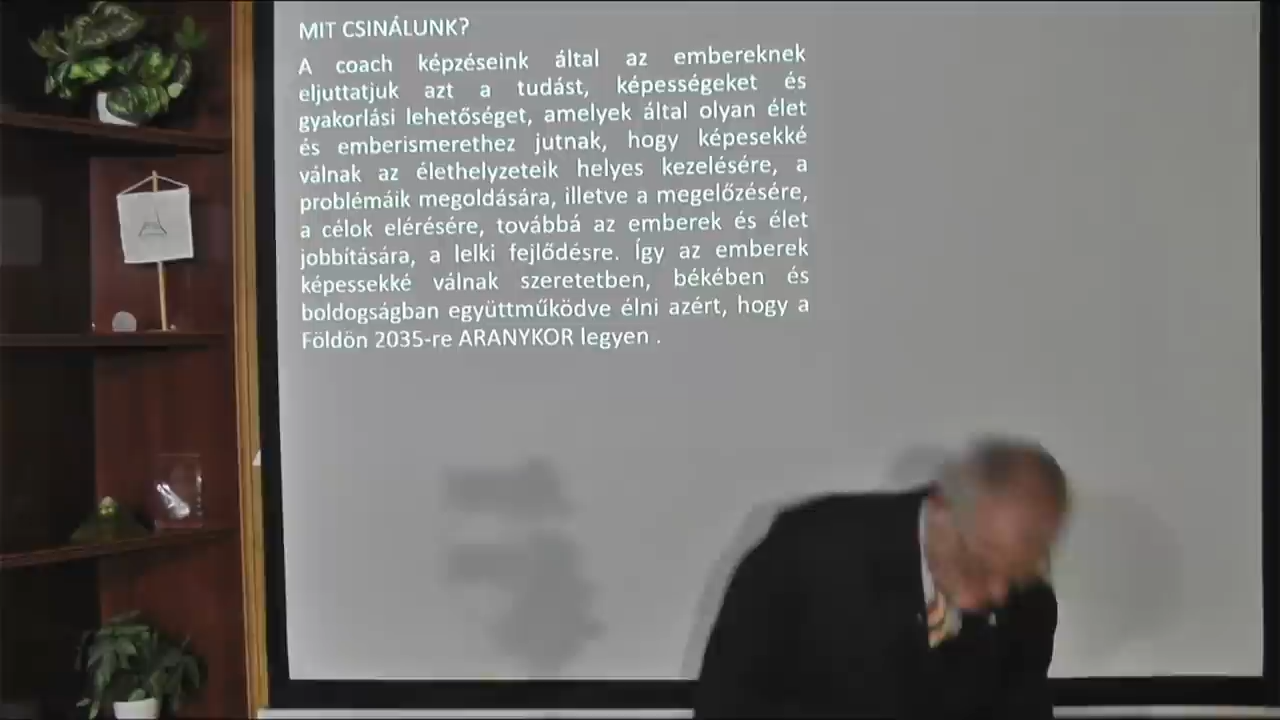 MIT CSINÁLUNK?
A coach képzéseink által az embereknek
eljuttatjuk azt a tudást, képességeket és
gyakorlási lehetőséget, amelyek által olyan élet
és emberismerethez jutnak, hogy képesekké
válnak az élethelyzeteik helyes kezelésére, a
problémáik megoldására, illetve a megelőzésére,
a célok elérésére, továbbá az emberek és élet
jobbítására, a lelki fejlődésre. Így az emberek
képessekké válnak szeretetben, békében és
boldogságban együttműködve élni azért, hogy a
Földön 2035-re ARANYKOR legyen .